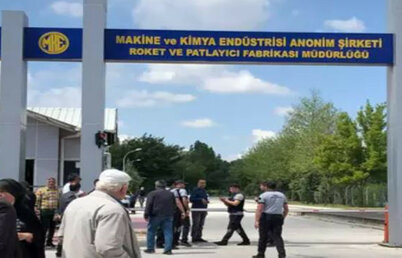 MKE
MAKİNE ve KİMYA ENDÜSTRİSİ ANONİM ŞİRKETİ
ROKET VE PATLAYICI FABRİKASI MÜDÜRLÜĞÜ